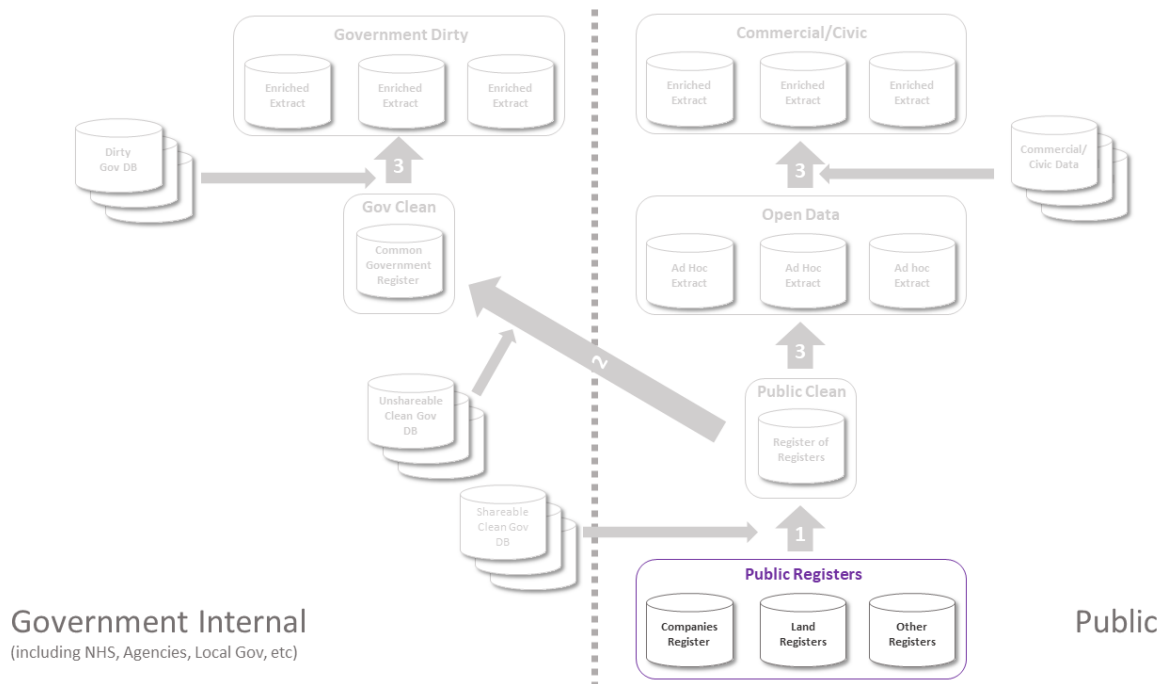 Government Dirty
Enriched
Extract
Enriched
Extract
Enriched
Extract
Commercial/Civic
Enriched
Extract
Enriched
Extract
Enriched
Extract
Dirty
Gov DB
3
3
Commercial/
Civic Data
Gov Clean
Common
Government
Register
Open Data
Ad Hoc
Extract
Ad Hoc
Extract
Ad hoc
Extract
2
3
Unshareable
Clean Gov
DB
Public Clean
Register of
Registers
Shareable
Clean Gov
DB
1
Public Registers
Companies
Register
Land
Registers
Other
Registers
Government Internal
(including NHS, Agencies, Local Gov, etc)
Public